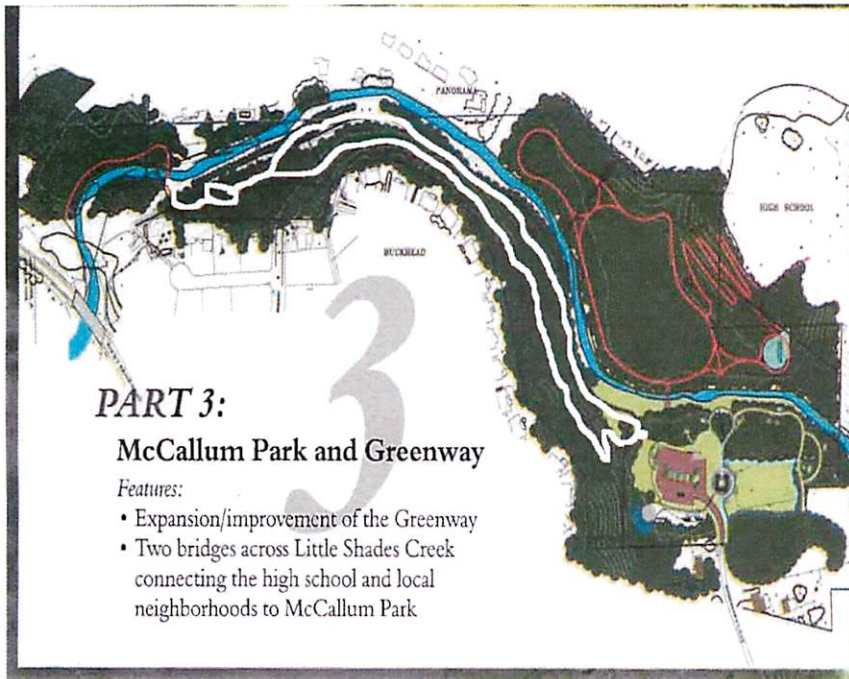 PANORAMA
HIGH SCHOOL
BUCKHEAD
3
PART 3:
McCallum Park and Greenway
Features:
• Expansion/improvement of the Greenway
• Two bridges across Little Shades Creek
connecting the high school and local
neighborhoods to McCallum Park